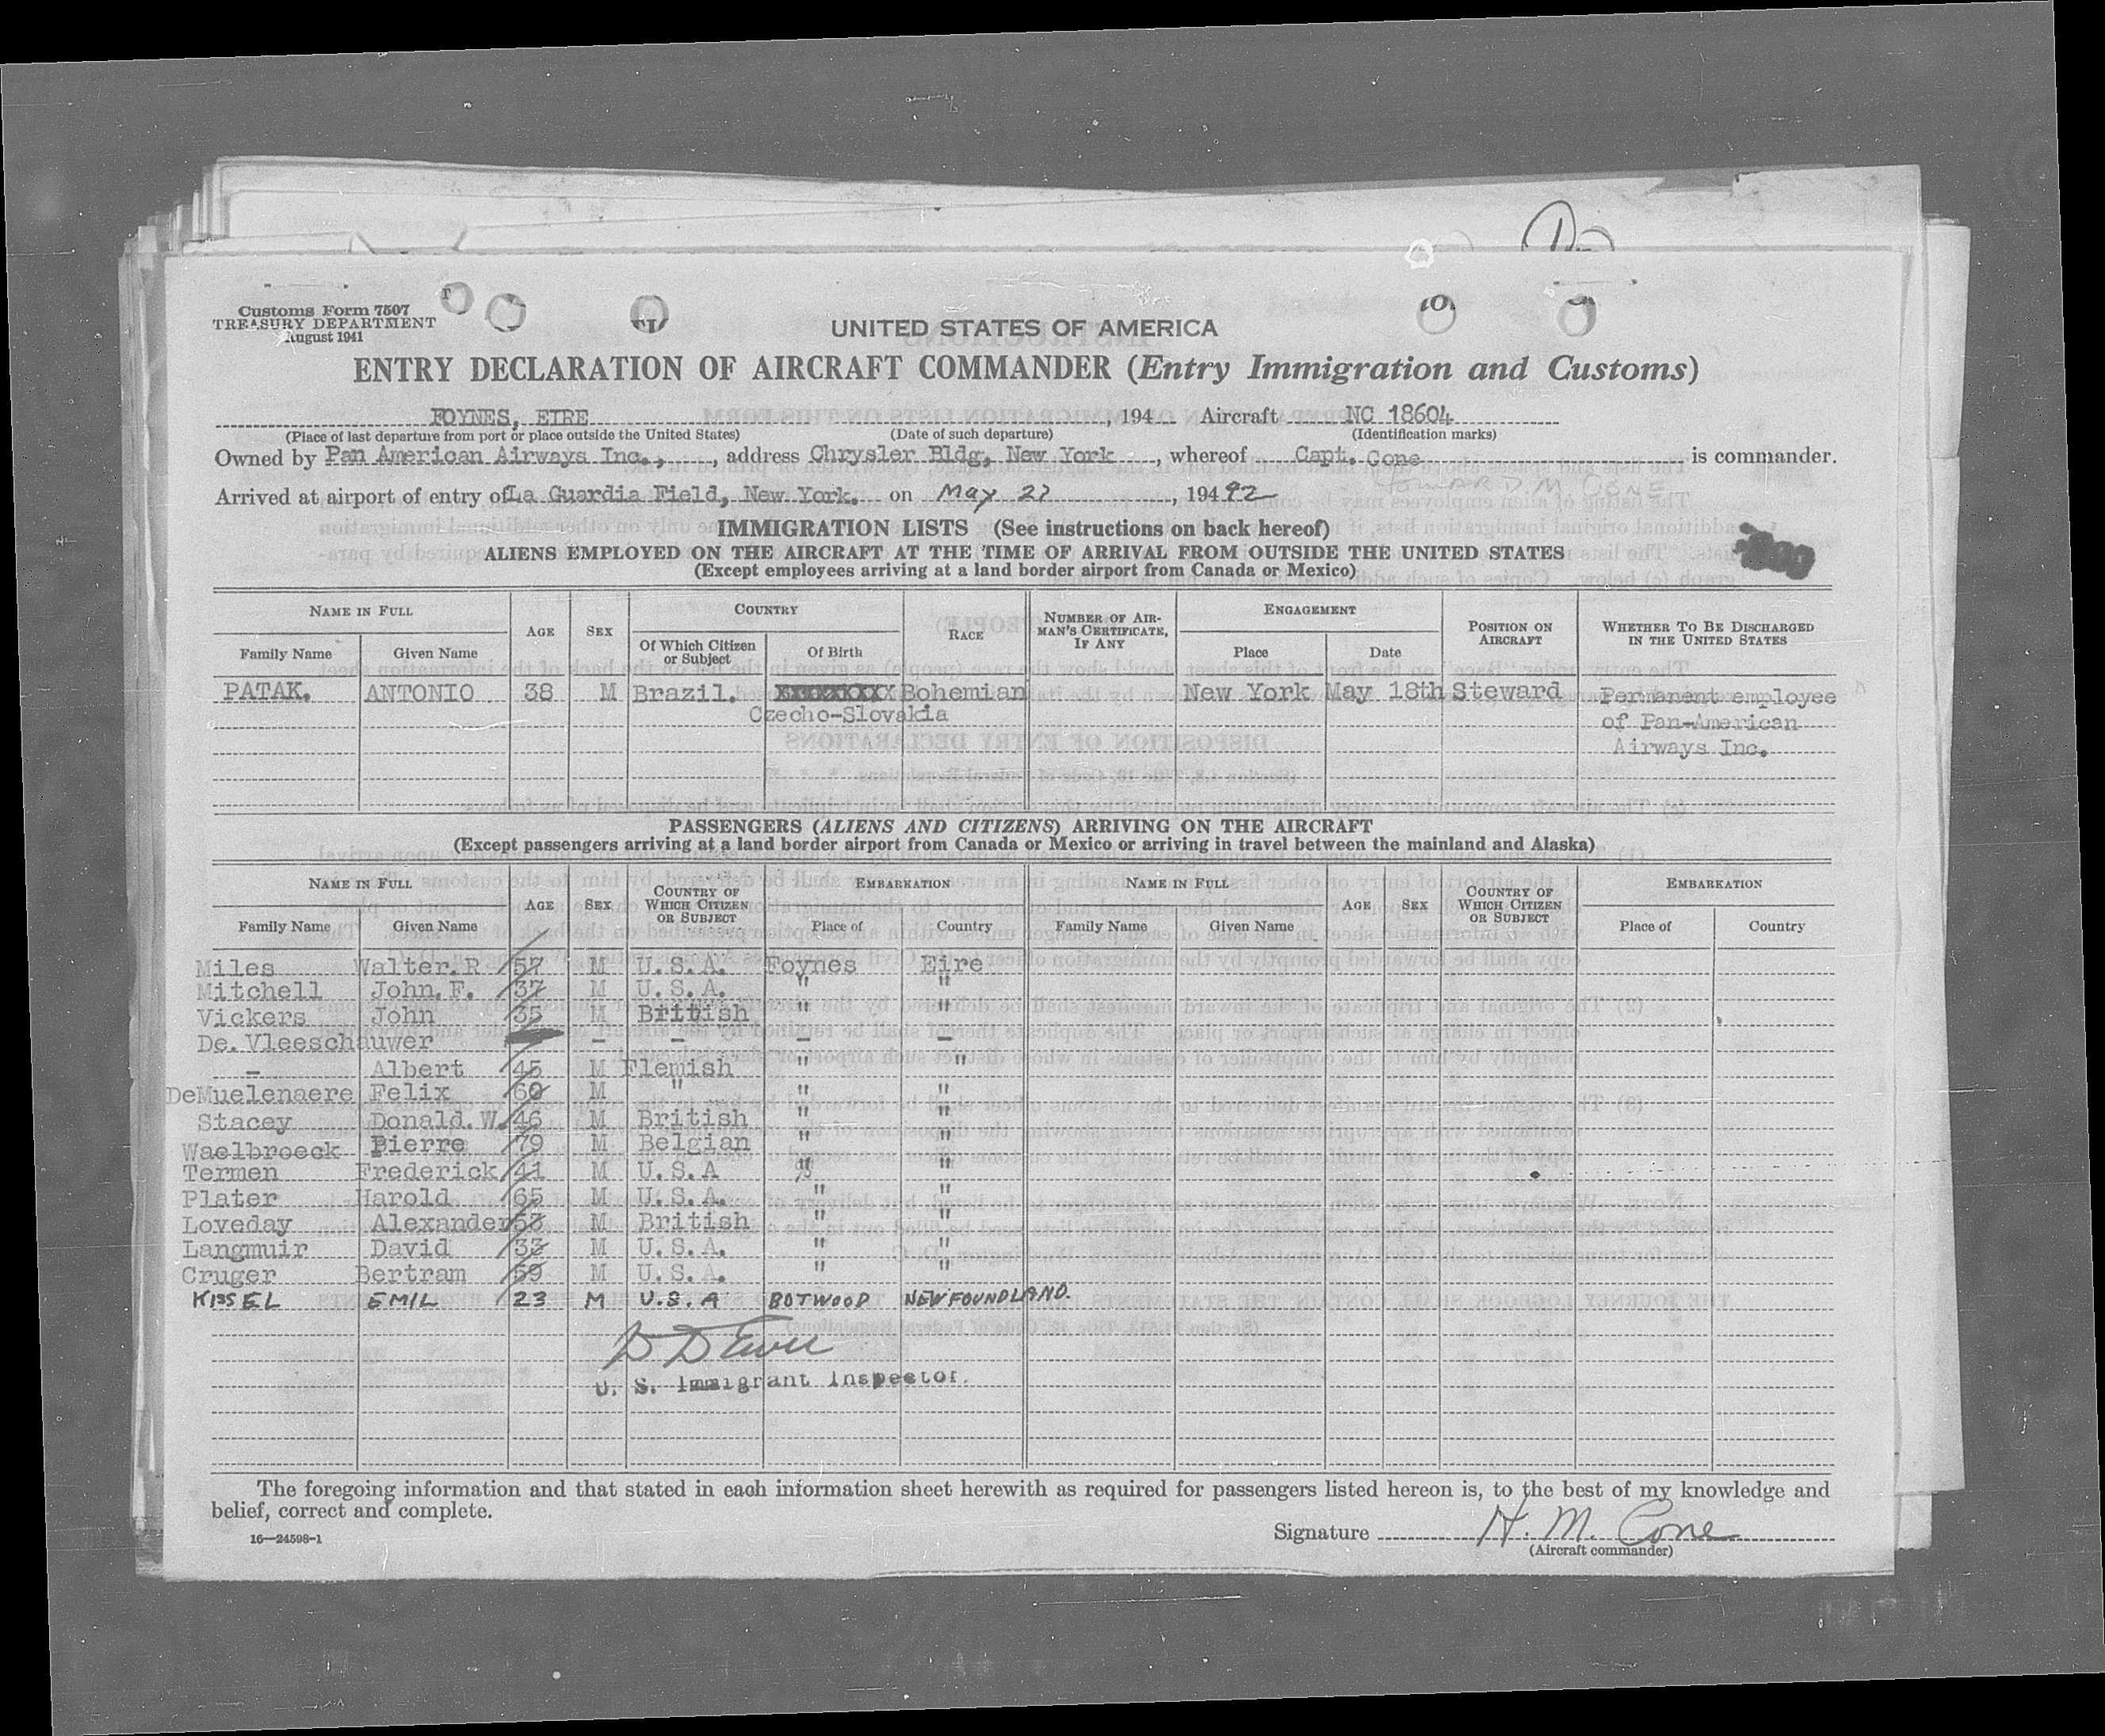 Customs Form 7507
TREASURY DEPARTMENT
August 1941
UNITED STATES OF AMERICA
ENTRY DECLARATION OF AIRCRAFT COMMANDER (Entry Immigration and Customs)
FOYNES, EIRE , 194 Aircraft NC 18604
(Place of last departure from port or place outside the United States) (Date of such departure) (Identification marks)
Owned by Pan American Airways Inc., , address Chrysler Bldg, New York , whereof Capt. Cone is commander.
HOWARD M CONE
Arrived at airport of entry of La Guardia Field, New York. on May 27 , 194 42
IMMIGRATION LISTS (See instructions on back hereof)
ALIENS EMPLOYED ON THE AIRCRAFT AT THE TIME OF ARRIVAL FROM OUTSIDE THE UNITED STATES
(Except employees arriving at a land border airport from Canada or Mexico)
NAME IN FULL AGE SEX COUNTRY RACE NUMBER OF AIRMAN'S CERTIFICATE, IF ANY ENGAGEMENT POSITION ON AIRCRAFT WHETHER TO BE DISCHARGED IN THE UNITED STATES
Family Name Given Name Of Which Citizen or Subject Of Birth Place Date
PATAK. ANTONIO . 38 M Brazil. XXXXXXXXX Bohemian New York May 18th Steward Permanent employee
Czecho-Slovakia of Pan-American
Airways Inc.
PASSENGERS (ALIENS AND CITIZENS) ARRIVING ON THE AIRCRAFT
(Except passengers arriving at a land border airport from Canada or Mexico or arriving in travel between the mainland and Alaska)
NAME IN FULL AGE SEX COUNTRY OF WHICH CITIZEN OR SUBJECT EMBARKATION NAME IN FULL AGE SEX COUNTRY OF WHICH CITIZEN OR SUBJECT EMBARKATION
Family Name Given Name Place of Country Family Name Given Name Place of Country
Miles Walter.R 57 M U.S.A. Foynes Eire
Mitchell John.F. 37 M U.S.A. " "
Vickers John 35 M British " "
De.Vleeschauwer - - - -
- Albert 45 M Flemish " "
DeMuelenaere Felix 60 M " " "
Stacey Donald.W. 46 M British " "
Waelbroeck Pierre 79 M Belgian " "
Termen Frederick 41 M U.S.A " "
Plater Harold 65 M U.S.A. " "
Loveday Alexander 53 M British " "
Langmuir David 33 M U.S.A. " "
Cruger Bertram 59 M U.S.A. " "
KISSEL EMIL 23 M U.S.A BOTWOOD NEWFOUNDLAND.
U. S. Immigrant Inspector.
The foregoing information and that stated in each information sheet herewith as required for passengers listed hereon is, to the best of my knowledge and
belief, correct and complete.
16—24598-1
Signature H. M. Cone
(Aircraft commander)